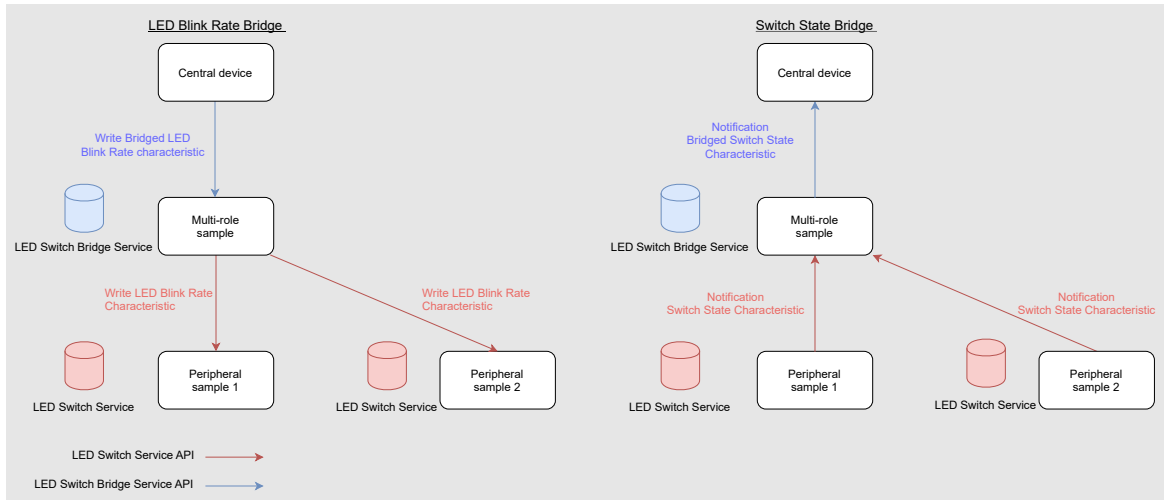 LED Blink Rate Bridge
Central device
Write Bridged LED
Blink Rate characteristic
Multi-role
sample
LED Switch Bridge Service
Write LED Blink Rate
Characteristic
Write LED Blink Rate
Characteristic
Peripheral
sample 1
LED Switch Service
Peripheral
sample 2
LED Switch Service
LED Switch Service API
LED Switch Bridge Service API
Switch State Bridge
Central device
Notification
Bridged Switch State
Characteristic
Multi-role
sample
LED Switch Bridge Service
Notification
Switch State Characteristic
Notification
Switch State Characteristic
Peripheral
sample 1
LED Switch Service
Peripheral
sample 2
LED Switch Service